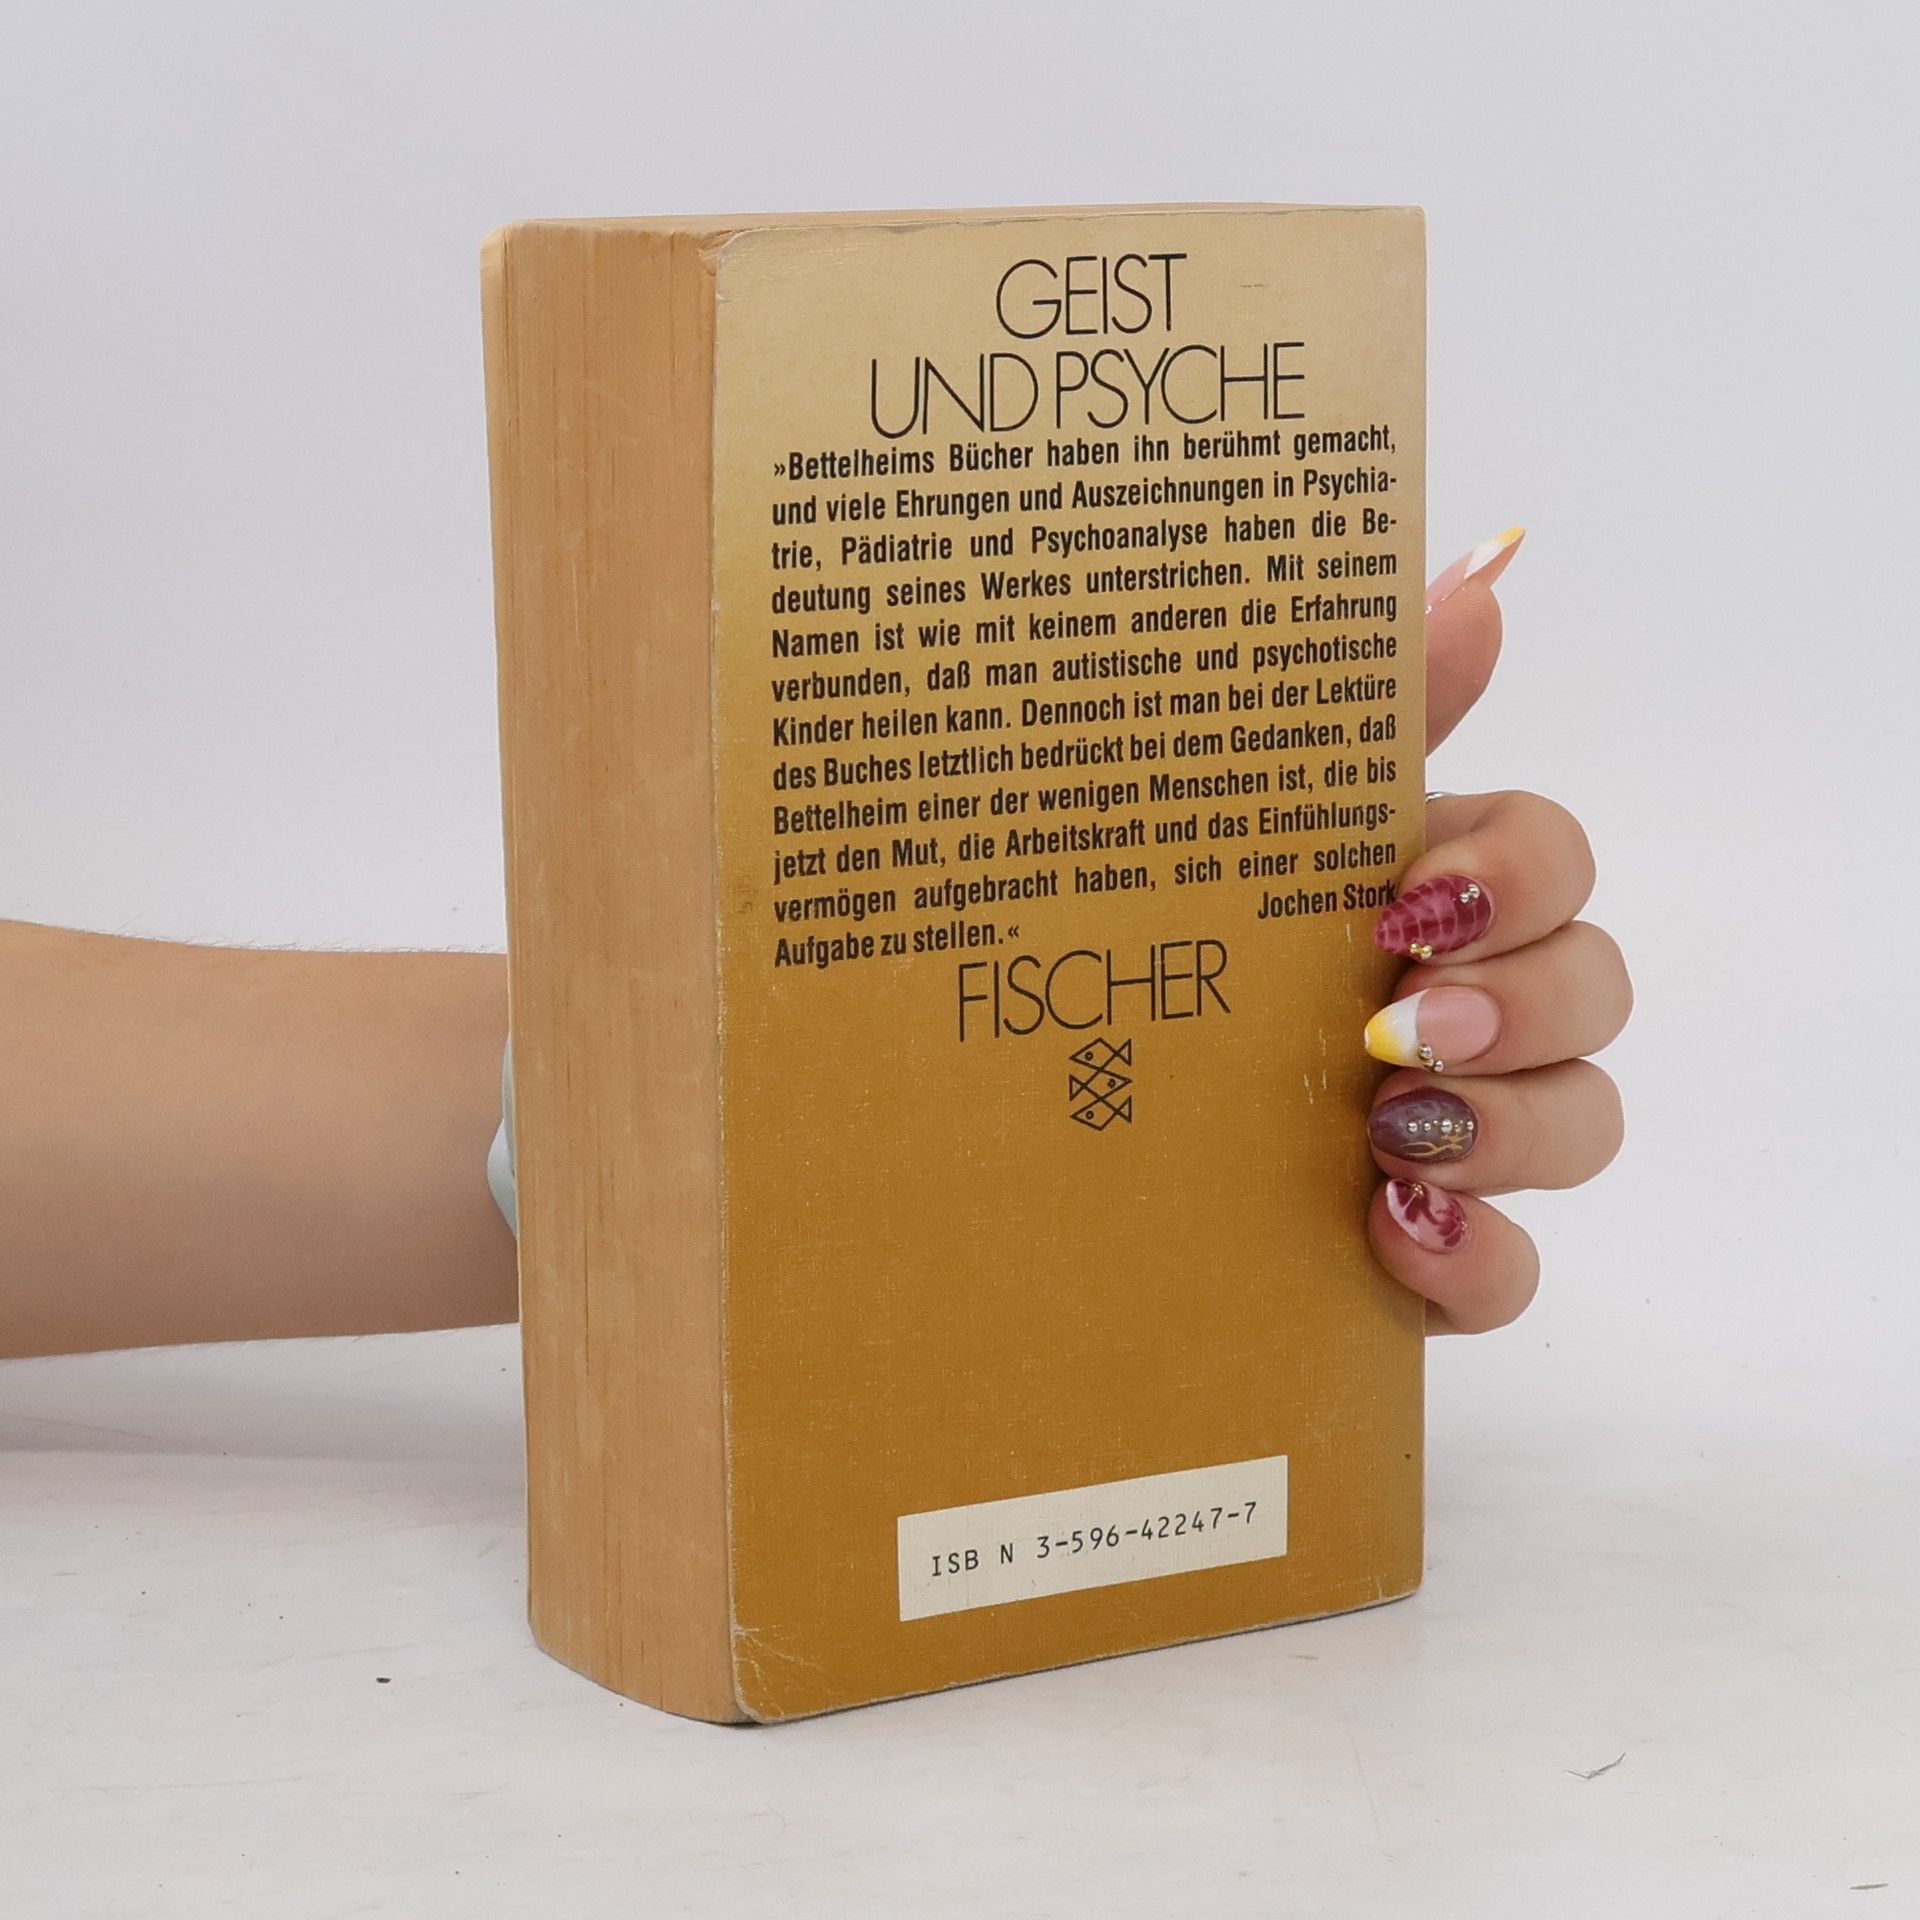 GEIST
UND PSYCHE
»Bettelheims Bücher haben ihn berühmt gemacht,
und viele Ehrungen und Auszeichnungen in Psychia-
trie, Pädiatrie und Psychoanalyse haben die Be-
deutung seines Werkes unterstrichen. Mit seinem
Namen ist wie mit keinem anderen die Erfahrung
verbunden, daß man autistische und psychotische
Kinder heilen kann. Dennoch ist man bei der Lektüre
des Buches letztlich bedrückt bei dem Gedanken, daß
Bettelheim einer der wenigen Menschen ist, die bis
jetzt den Mut, die Arbeitskraft und das Einfühlungs-
vermögen aufgebracht haben, sich einer solchen
Aufgabe zu stellen.« Jochen Stork
FISCHER
ISB N 3-596-42247-7